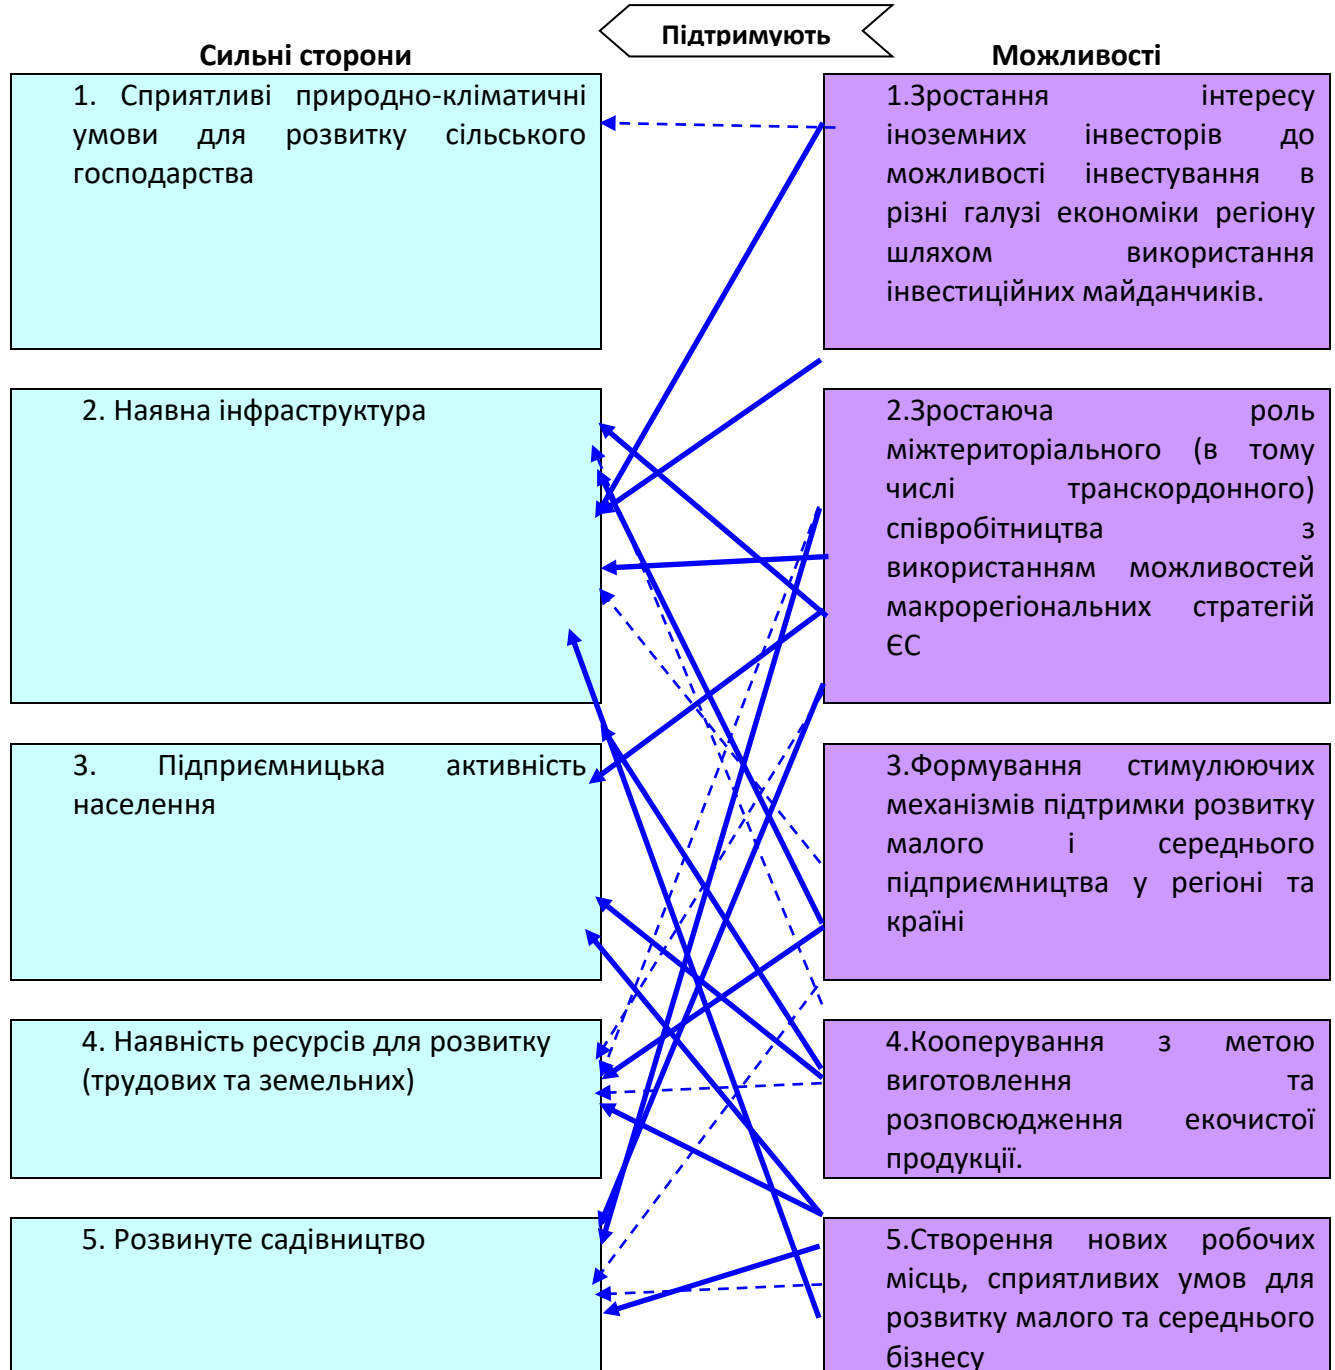 Підтримують
Сильні сторони
Можливості
1. Сприятливі природно-кліматичні
умови для розвитку сільського
господарства
1.Зростання інтересу
іноземних інвесторів до
можливості інвестування в
різні галузі економіки регіону
шляхом використання
інвестиційних майданчиків.
2. Наявна інфраструктура
2.Зростаюча роль
міжтериторіального (в тому
числі транскордонного)
співробітництва з
використанням можливостей
макрорегіональних стратегій
ЄС
3. Підприємницька активність
населення
3.Формування стимулюючих
механізмів підтримки розвитку
малого і середнього
підприємництва у регіоні та
країні
4. Наявність ресурсів для розвитку
(трудових та земельних)
4.Кооперування з метою
виготовлення та
розповсюдження екочистої
продукції.
5. Розвинуте садівництво
5.Створення нових робочих
місць, сприятливих умов для
розвитку малого та середнього
бізнесу